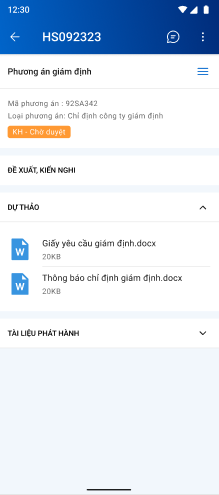 12:30
HS092323
Phương án giám định
Mã phương án : 92SA342
Loại phương án: Chỉ định công ty giám định
KH - Chờ duyệt
ĐỀ XUẤT, KIẾN NGHỊ
DỰ THẢO
W
Giấy yêu cầu giám định.docx
20KB
W
Thông báo chỉ định giám định.docx
20KB
TÀI LIỆU PHÁT HÀNH